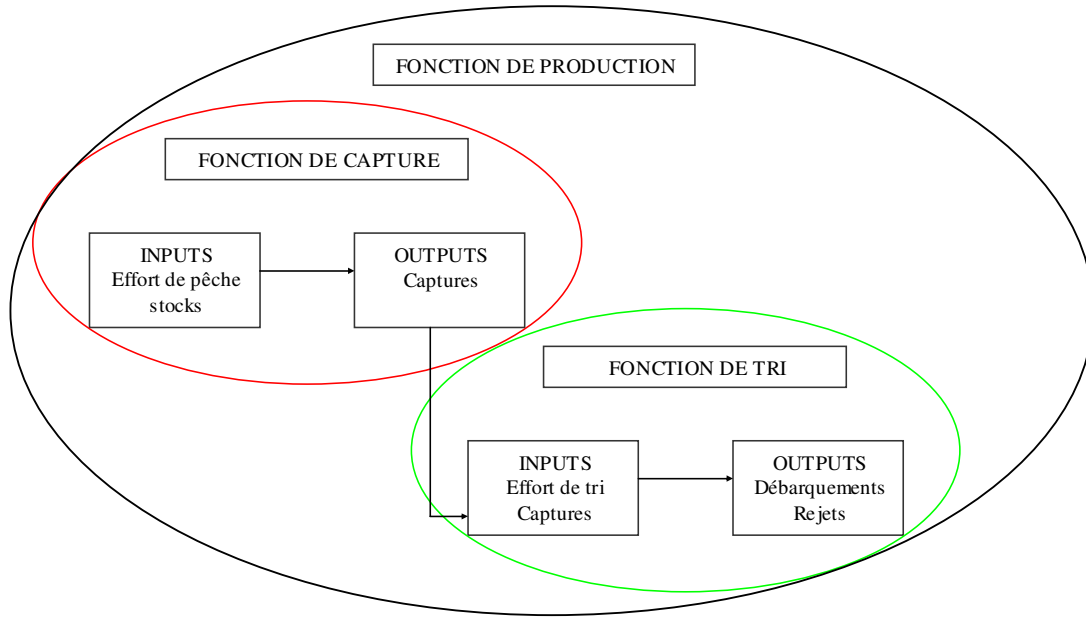 FONCTION DE PRODUCTION
FONCTION DE CAPTURE
INPUTS
Effort de pêche
stocks
OUTPUTS
Captures
FONCTION DE TRI
INPUTS
Effort de tri
Captures
OUTPUTS
Débarquements
Rejets